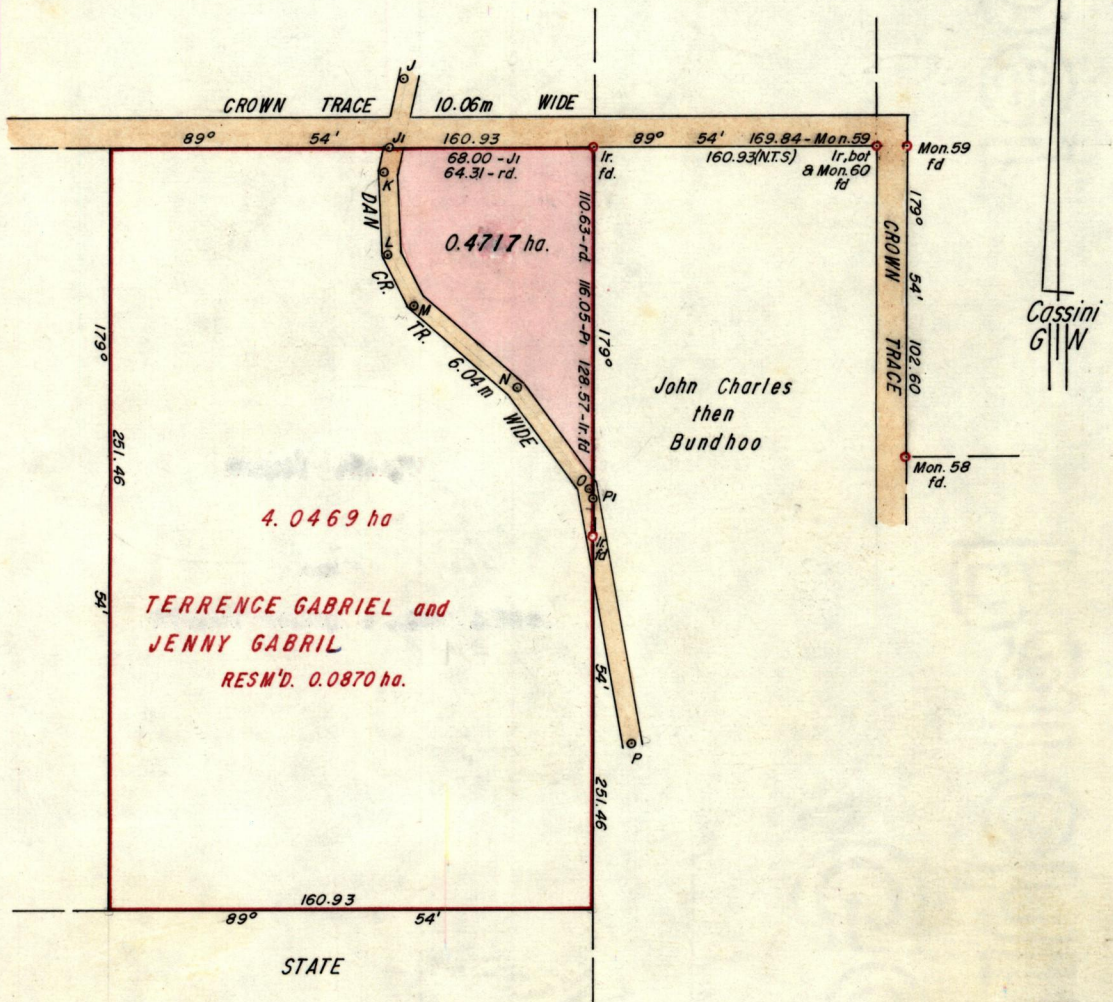 J
CROWN TRACE 10.06m WIDE
89° 54' 160.93
89° 54' 169.84 - Mon.59
J1
68.00 - J1
64.31 - rd.
Ir.
fd.
160.93(N.T.S)
Ir,bot
& Mon.60
fd
Mon.59
fd
K
DAN CR. TR. 6.04m WIDE
L
M
N
O
P1
P
0.4717 ha.
110.63-rd. 116.05-P1 128.57-Ir.fd
179° 54'
251.46
Ir.
fd
179° 54' 102.60
CROWN TRACE
Mon. 58
fd.
Cassini
G N
John Charles
then
Bundhoo
179° 54'
251.46
4.0469 ha
TERRENCE GABRIEL and
JENNY GABRIL
RESM'D. 0.0870 ha.
160.93
89° 54'
STATE